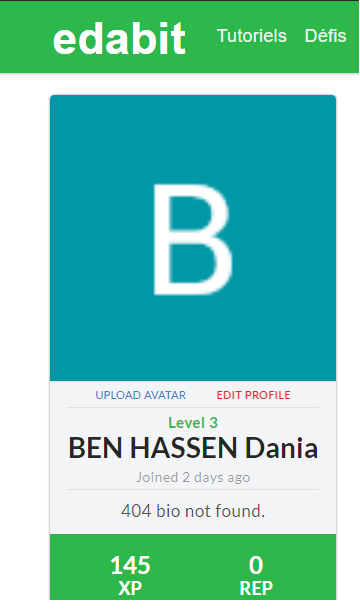 edabit Tutoriels Défis
B
UPLOAD AVATAR EDIT PROFILE
Level 3
BEN HASSEN Dania
Joined 2 days ago
404 bio not found.
145 0
XP REP